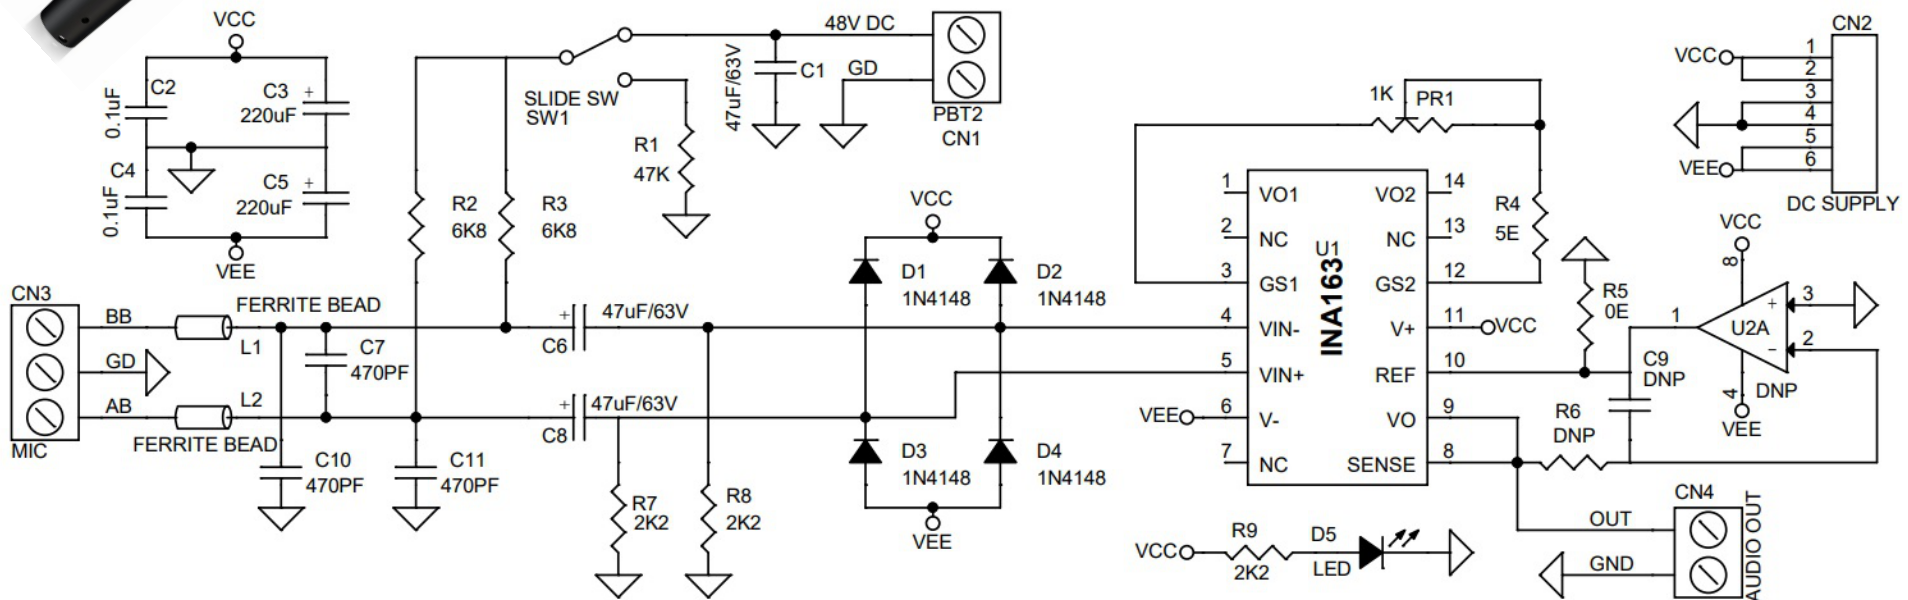 VCC
C2
0.1uF
C3
+
220uF
C4
0.1uF
C5
+
220uF
VEE
SLIDE SW
SW1
R1
47K
47uF/63V
C1
48V DC
GD
PBT2
CN1
R2
6K8
R3
6K8
CN3
BB
GD
AB
MIC
FERRITE BEAD
L1
L2
FERRITE BEAD
C7
470PF
C10
470PF
C11
470PF
+
47uF/63V
C6
+
47uF/63V
C8
R7
2K2
R8
2K2
VCC
D1
1N4148
D2
1N4148
D3
1N4148
D4
1N4148
VEE
1K
PR1
R4
5E
U1
INA163
1
VO1
2
NC
3
GS1
4
VIN-
5
VIN+
VEE
6
V-
7
NC
VO2
14
NC
13
GS2
12
V+
11
VCC
REF
10
VO
9
SENSE
8
R5
0E
C9
DNP
R6
DNP
CN2
VCC
1
2
3
4
5
VEE
6
DC SUPPLY
VCC
8
+
3
1
U2A
-
2
4
DNP
VEE
VCC
R9
2K2
D5
LED
CN4
OUT
GND
AUDIO OUT